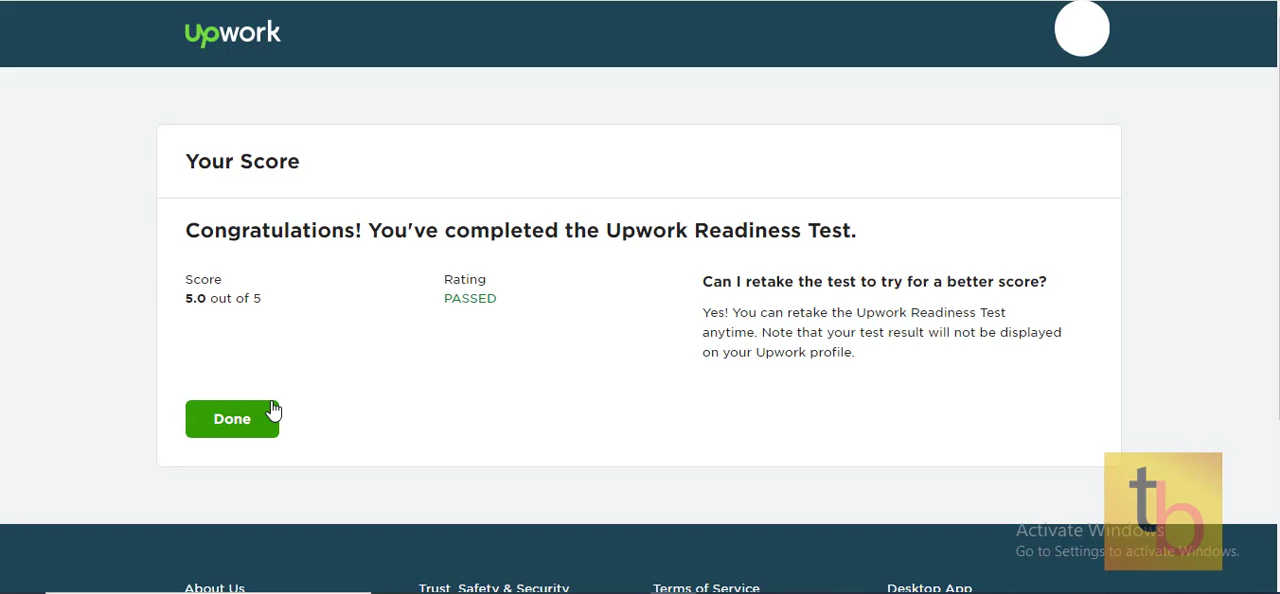 upwork
Your Score
Congratulations! You've completed the Upwork Readiness Test.
Score
5.0 out of 5
Rating
PASSED
Can I retake the test to try for a better score?
Yes! You can retake the Upwork Readiness Test
anytime. Note that your test result will not be displayed
on your Upwork profile.
Done
tb
Activate Windows
Go to Settings to activate Windows.
About Us
Trust, Safety & Security
Terms of Service
Desktop App